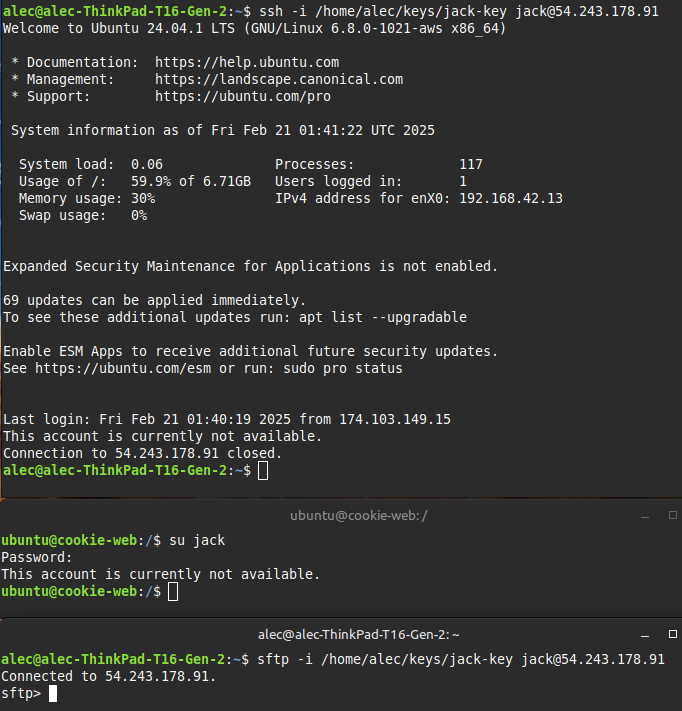 alec@alec-ThinkPad-T16-Gen-2:~$ ssh -i /home/alec/keys/jack-key jack@54.243.178.91
Welcome to Ubuntu 24.04.1 LTS (GNU/Linux 6.8.0-1021-aws x86_64)
* Documentation:  https://help.ubuntu.com
* Management:     https://landscape.canonical.com
* Support:        https://ubuntu.com/pro
System information as of Fri Feb 21 01:41:22 UTC 2025
System load:  0.06               Processes:             117
Usage of /:   59.9% of 6.71GB   Users logged in:       1
Memory usage: 30%               IPv4 address for enX0: 192.168.42.13
Swap usage:   0%
Expanded Security Maintenance for Applications is not enabled.
69 updates can be applied immediately.
To see these additional updates run: apt list --upgradable
Enable ESM Apps to receive additional future security updates.
See https://ubuntu.com/esm or run: sudo pro status
Last login: Fri Feb 21 01:40:19 2025 from 174.103.149.15
This account is currently not available.
Connection to 54.243.178.91 closed.
alec@alec-ThinkPad-T16-Gen-2:~$
ubuntu@cookie-web: /
ubuntu@cookie-web:/$ su jack
Password:
This account is currently not available.
ubuntu@cookie-web:/$
alec@alec-ThinkPad-T16-Gen-2: ~
alec@alec-ThinkPad-T16-Gen-2:~$ sftp -i /home/alec/keys/jack-key jack@54.243.178.91
Connected to 54.243.178.91.
sftp>